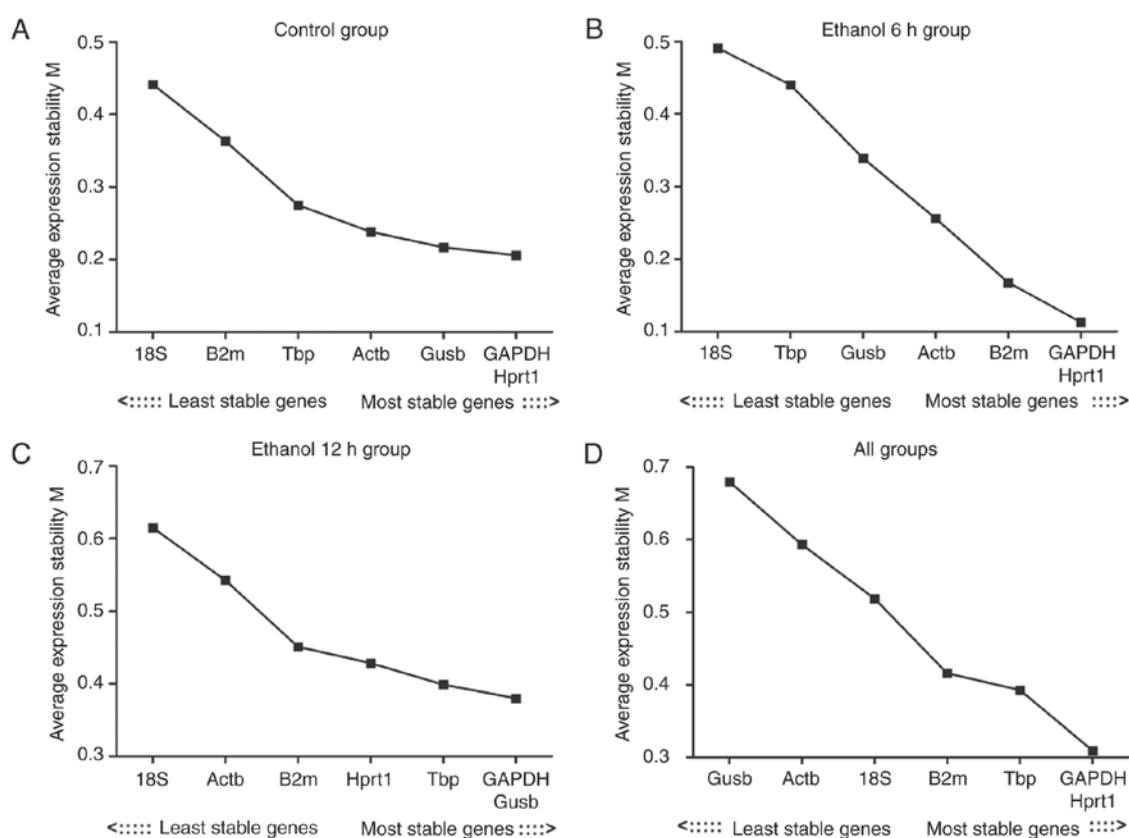 A
Control group
Average expression stability M
0.5
0.4
0.3
0.2
0.1
18S B2m Tbp Actb Gusb GAPDH
Hprt1
<::::: Least stable genes Most stable genes ::::>
B
Ethanol 6 h group
Average expression stability M
0.5
0.4
0.3
0.2
0.1
18S Tbp Gusb Actb B2m GAPDH
Hprt1
<::::: Least stable genes Most stable genes ::::>
C
Ethanol 12 h group
Average expression stability M
0.7
0.6
0.5
0.4
0.3
18S Actb B2m Hprt1 Tbp GAPDH
Gusb
<::::: Least stable genes Most stable genes ::::>
D
All groups
Average expression stability M
0.7
0.6
0.5
0.4
0.3
Gusb Actb 18S B2m Tbp GAPDH
Hprt1
<::::: Least stable genes Most stable genes ::::>